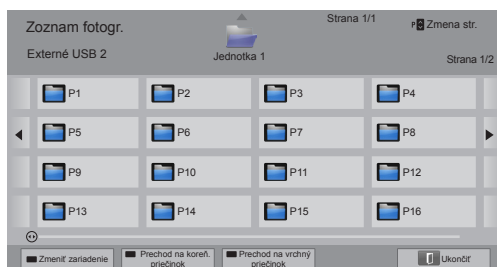 Zoznam fotogr.
Strana 1/1
P Zmena str.
Externé USB 2
Jednotka 1
Strana 1/2
P1 P2 P3 P4
P5 P6 P7 P8
P9 P10 P11 P12
P13 P14 P15 P16
Zmeniť zariadenie
Prechod na koreň.
priečinok
Prechod na vrchný
priečinok
Ukončiť